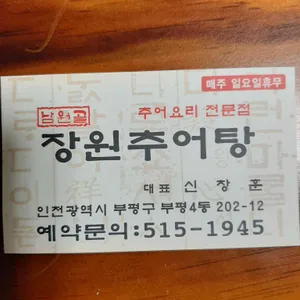 매주 일요일휴무
남원골 추어요리 전문점
장원추어탕
대표 신장훈
인천광역시 부평구 부평4동 202-12
예약문의:515-1945